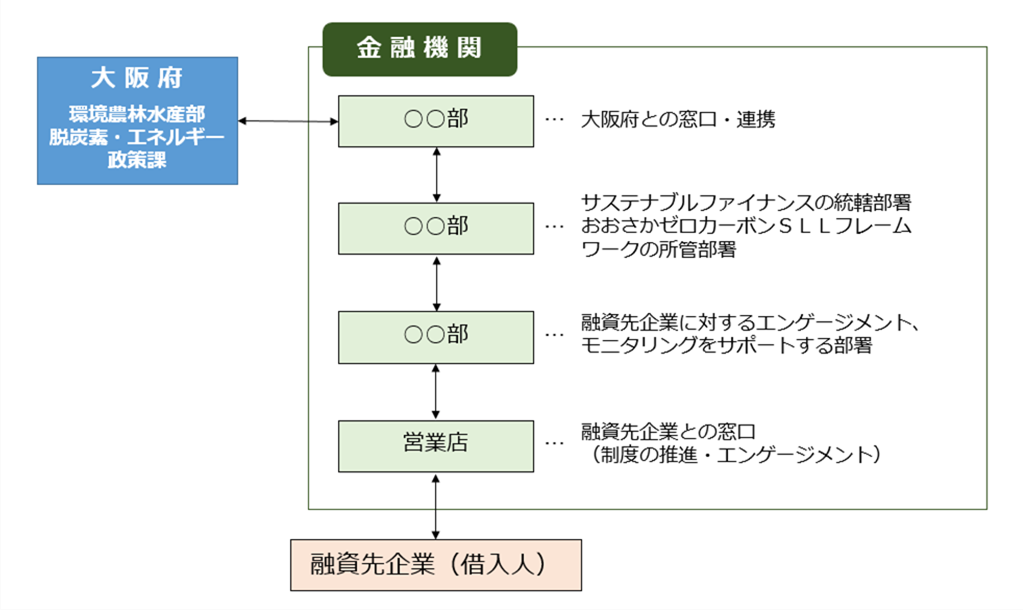 金融機関
大阪府
環境農林水産部
脱炭素・エネルギー
政策課
○○部
… 大阪府との窓口・連携
○○部
… サステナブルファイナンスの統轄部署
おおさかゼロカーボンＳＬＬフレーム
ワークの所管部署
○○部
… 融資先企業に対するエンゲージメント、
モニタリングをサポートする部署
営業店
… 融資先企業との窓口
（制度の推進・エンゲージメント）
融資先企業（借入人）